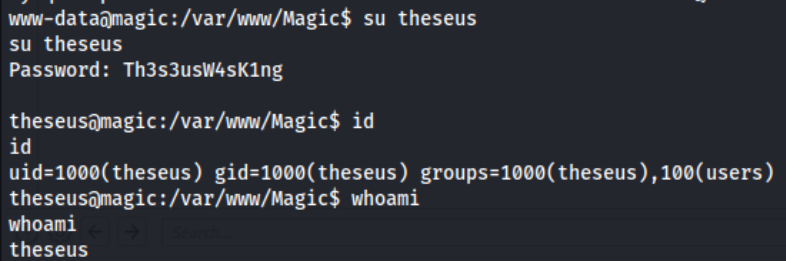 www-data@magic:/var/www/Magic$ su theseus
su theseus
Password: Th3s3usW4sK1ng
theseus@magic:/var/www/Magic$ id
id
uid=1000(theseus) gid=1000(theseus) groups=1000(theseus),100(users)
theseus@magic:/var/www/Magic$ whoami
whoami
Search...
theseus